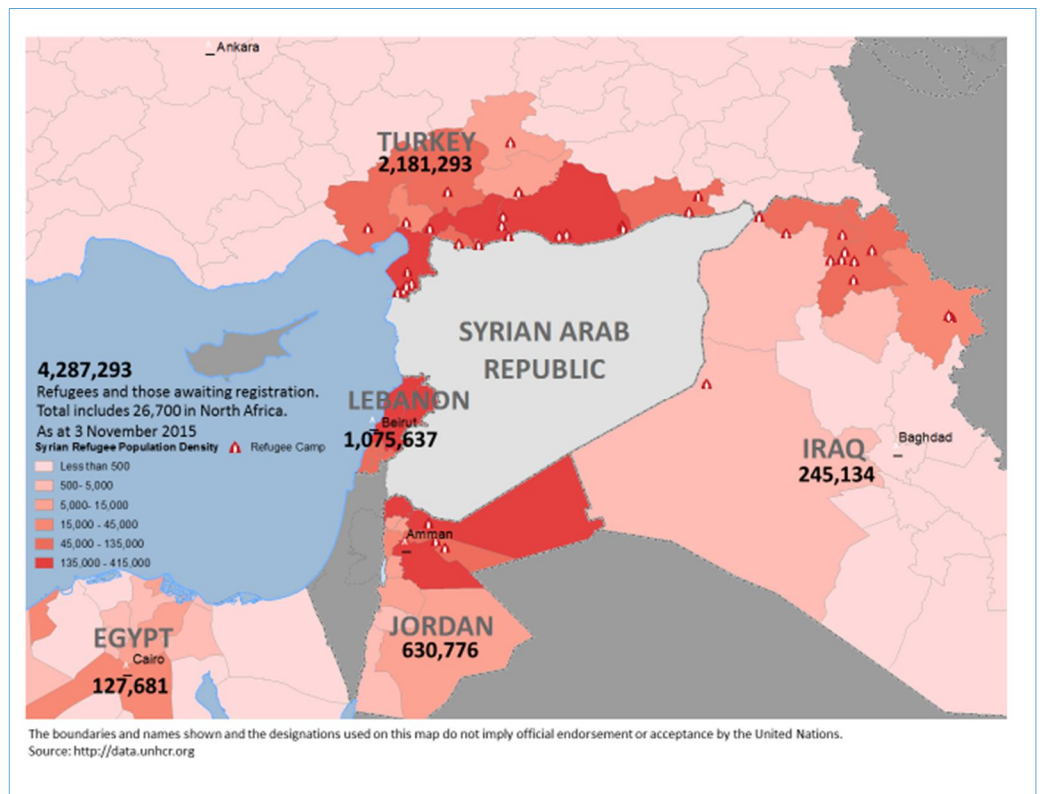 Ankara
TURKEY
2,181,293
SYRIAN ARAB
REPUBLIC
4,287,293
Refugees and those awaiting registration.
Total includes 26,700 in North Africa.
As at 3 November 2015
Syrian Refugee Population Density
Refugee Camp
Less than 500
500- 5,000
5,000- 15,000
15,000 - 45,000
45,000 - 135,000
135,000 - 415,000
LEBANON
Beirut
1,075,637
IRAQ
245,134
Baghdad
Amman
JORDAN
630,776
EGYPT
Cairo
127,681
The boundaries and names shown and the designations used on this map do not imply official endorsement or acceptance by the United Nations.
Source: http://data.unhcr.org